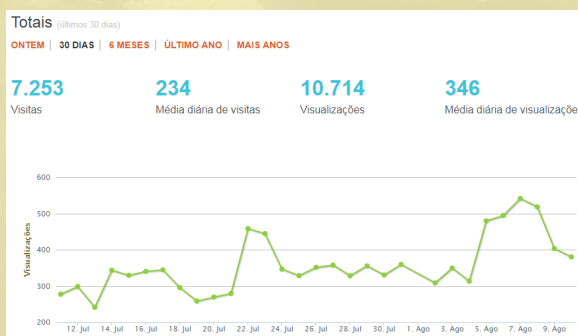 Totais (últimos 30 dias)
ONTEM | 30 DIAS | 6 MESES | ÚLTIMO ANO | MAIS ANOS
7.253 234 10.714 346
Visitas Média diária de visitas Visualizações Média diária de visualizaçõe
600
500
400
300
200
Visualizações
12. Jul 14. Jul 16. Jul 18. Jul 20. Jul 22. Jul 24. Jul 26. Jul 28. Jul 30. Jul 1. Ago 3. Ago 5. Ago 7. Ago 9. Ago